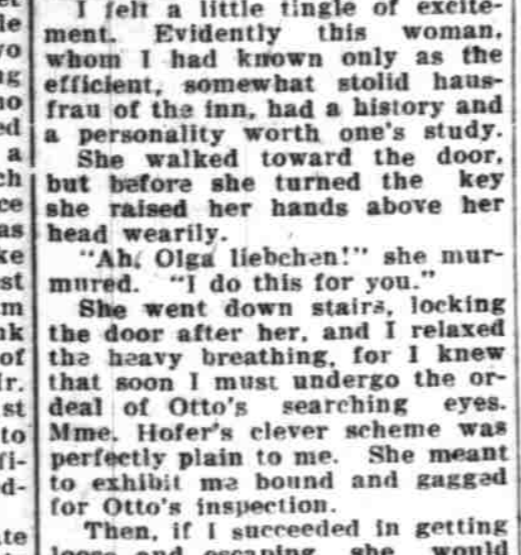 I felt a little tingle of excite-
ment. Evidently this woman,
whom I had known only as the
efficient, somewhat stolid haus-
frau of the inn, had a history and
a personality worth one's study.
She walked toward the door,
but before she turned the key
she raised her hands above her
head wearily.
"Ah, Olga liebchen!" she mur-
mured. "I do this for you."
She went down stairs, locking
the door after her, and I relaxed
the heavy breathing, for I knew
that soon I must undergo the or-
deal of Otto's searching eyes.
Mme. Hofer's clever scheme was
perfectly plain to me. She meant
to exhibit me bound and gagged
for Otto's inspection.
Then, if I succeeded in getting
loose and escaping, she would